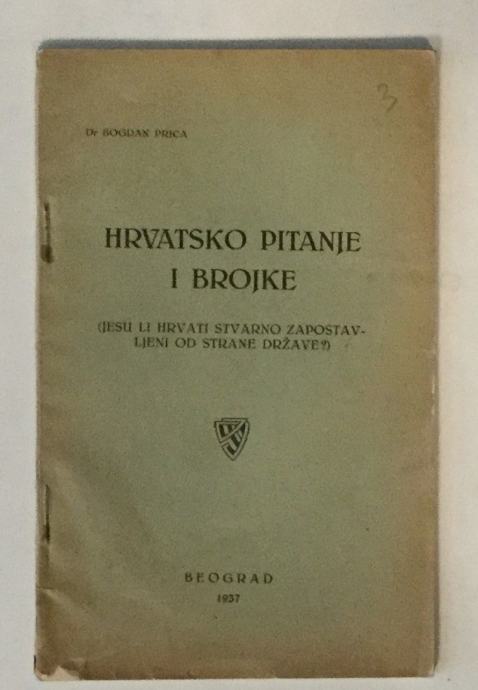 3
Dr BOGDAN PRICA
HRVATSKO PITANJE
I BROJKE
(JESU LI HRVATI STVARNO ZAPOSTAV-
LJENI OD STRANE DRŽAVE?)
BEOGRAD
1937